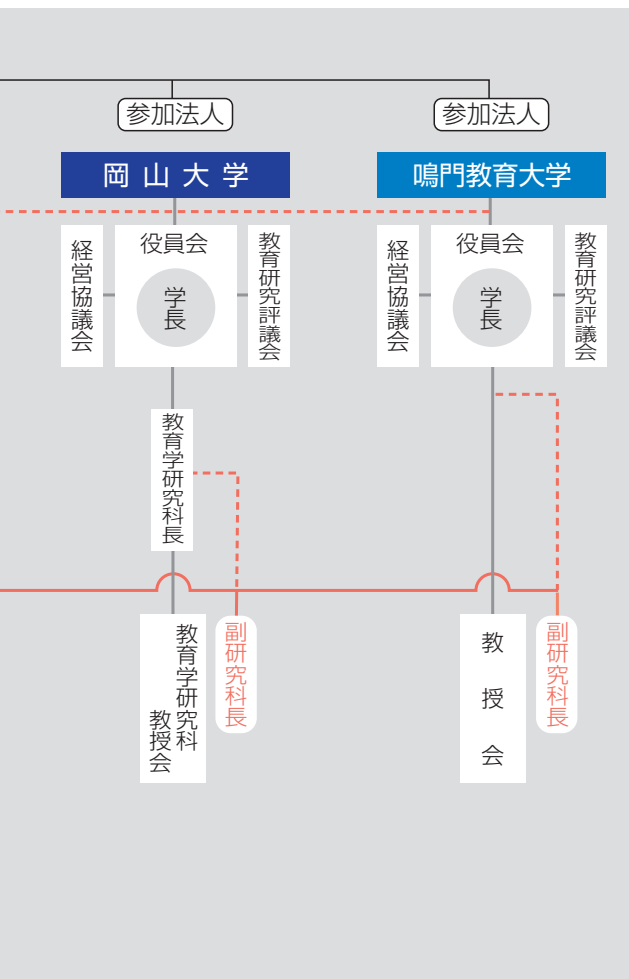 参加法人
岡山大学
経営協議会
役員会
学長
教育研究評議会
教育学研究科長
教育学研究科
教授会
副研究科長
参加法人
鳴門教育大学
経営協議会
役員会
学長
教育研究評議会
教授会
副研究科長